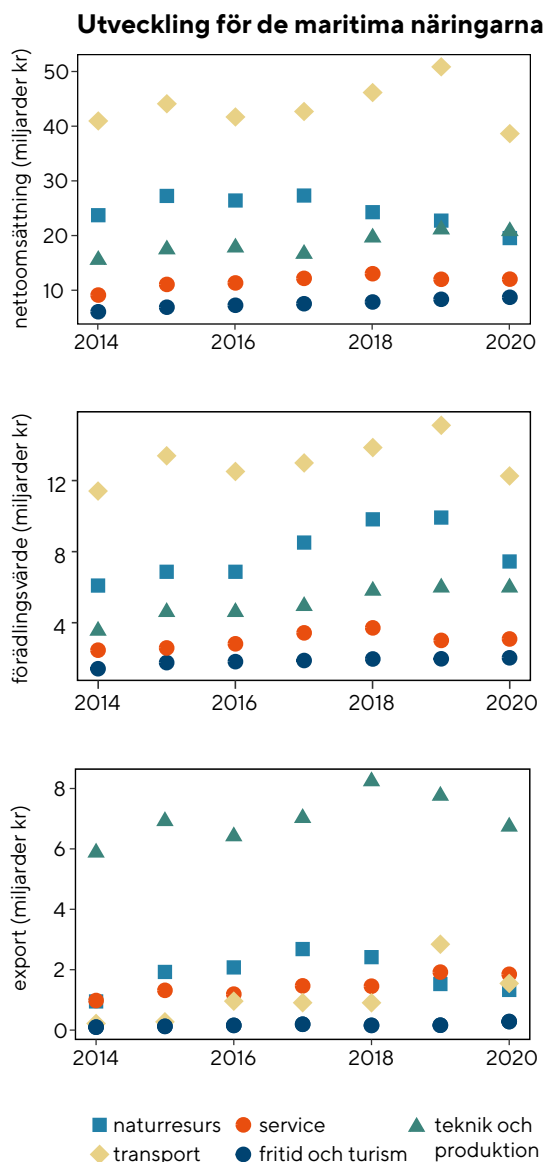 Utveckling för de maritima näringarna
nettoomsättning (miljarder kr)
50
40
30
20
10
2014
2016
2018
2020
förädlingsvärde (miljarder kr)
12
8
4
2014
2016
2018
2020
export (miljarder kr)
8
6
4
2
0
2014
2016
2018
2020
naturresurs
service
teknik och
produktion
transport
fritid och turism